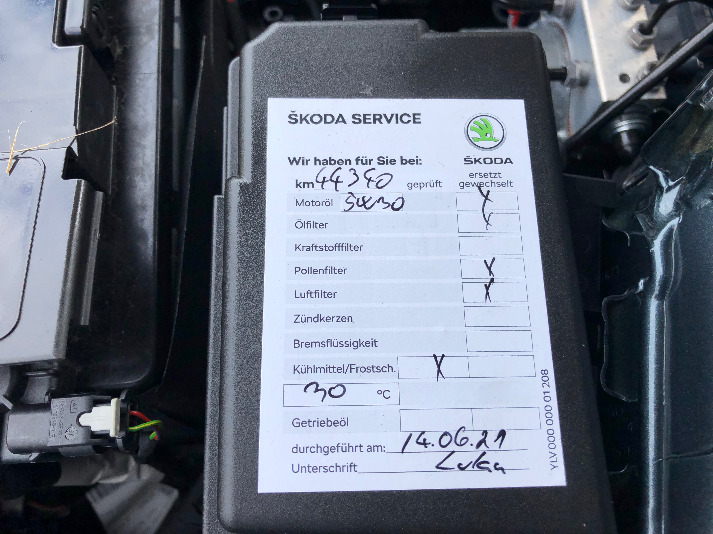 ŠKODA SERVICE
ŠKODA
Wir haben für Sie bei:
km 44340 geprüft ersetzt gewechselt
Motoröl 5W30 X
Ölfilter X
Kraftstofffilter
Pollenfilter X
Luftfilter X
Zündkerzen
Bremsflüssigkeit
Kühlmittel/Frostsch. X
30 °C
Getriebeöl
durchgeführt am: 14.06.21
Unterschrift
YLV 000 000 01 208